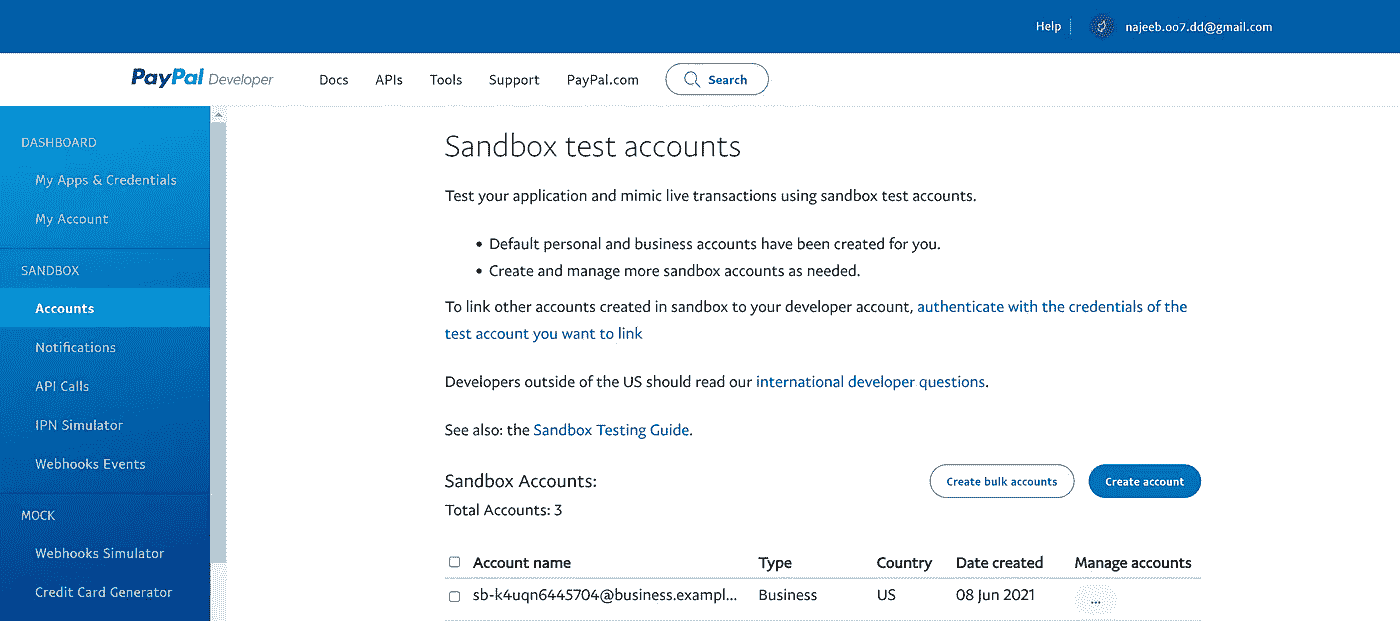 Help
najeeb.oo7.dd@gmail.com
PayPal Developer
Docs
APIs
Tools
Support
PayPal.com
Search
DASHBOARD
My Apps & Credentials
My Account
SANDBOX
Accounts
Notifications
API Calls
IPN Simulator
Webhooks Events
MOCK
Webhooks Simulator
Credit Card Generator
Sandbox test accounts
Test your application and mimic live transactions using sandbox test accounts.
• Default personal and business accounts have been created for you.
• Create and manage more sandbox accounts as needed.
To link other accounts created in sandbox to your developer account, authenticate with the credentials of the
test account you want to link
Developers outside of the US should read our international developer questions.
See also: the Sandbox Testing Guide.
Sandbox Accounts:
Create bulk accounts
Create account
Total Accounts: 3
Account name Type Country Date created Manage accounts
sb-k4uqn6445704@business.exampl... Business US 08 Jun 2021 ...